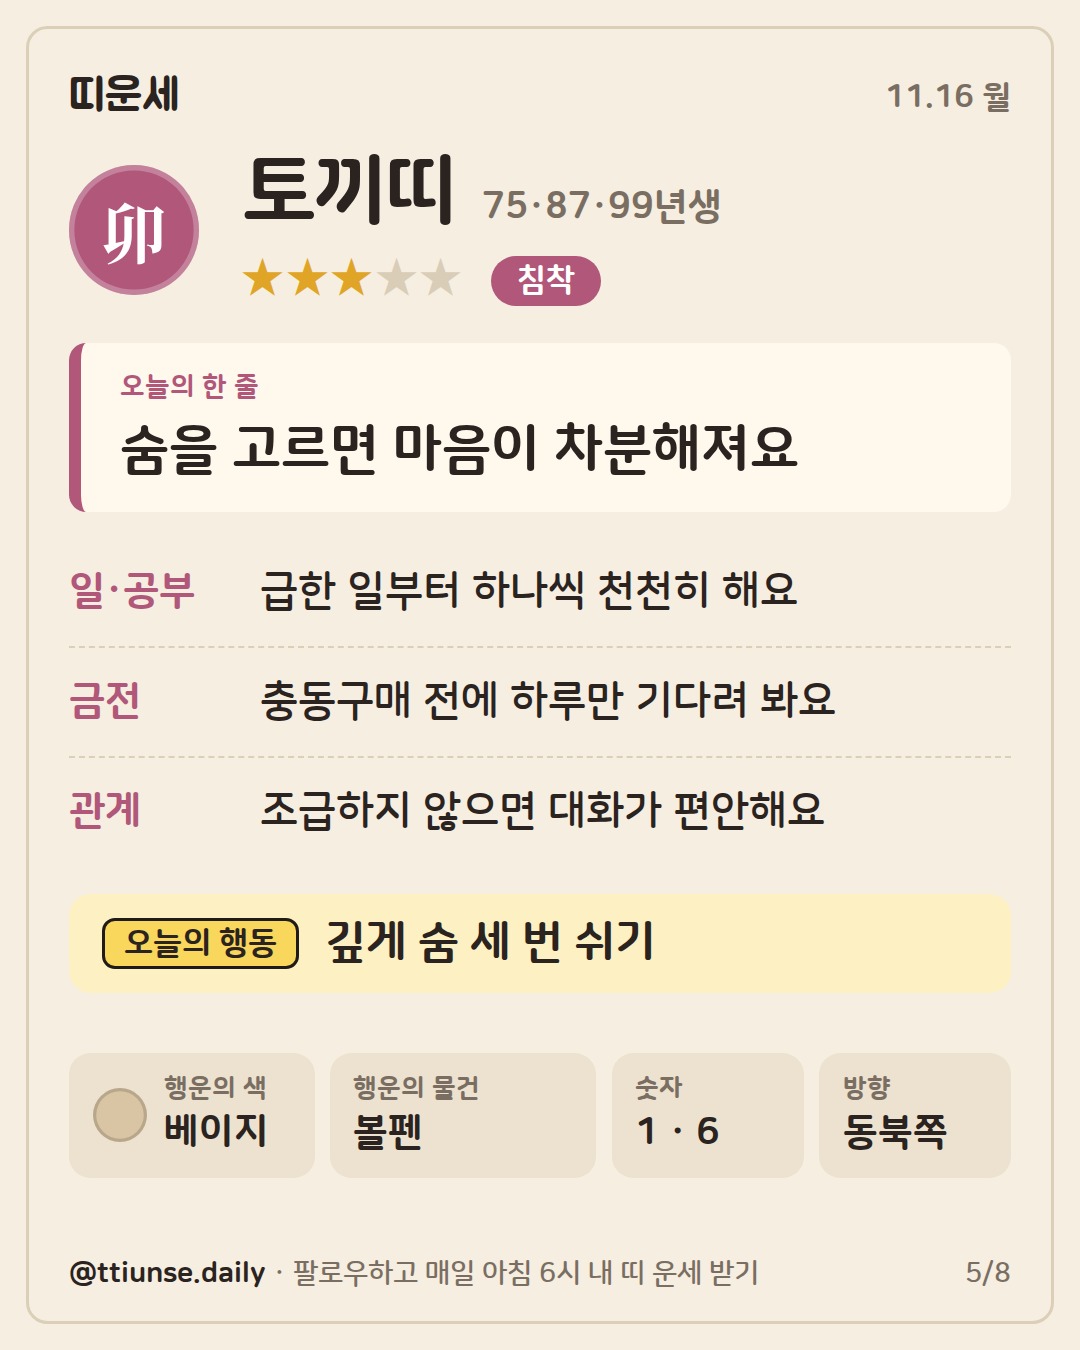 띠운세
11.16 월
卯
토끼띠 75·87·99년생
★★★★★ 침착
오늘의 한 줄
숨을 고르면 마음이 차분해져요
일·공부 급한 일부터 하나씩 천천히 해요
금전 충동구매 전에 하루만 기다려 봐요
관계 조급하지 않으면 대화가 편안해요
오늘의 행동 깊게 숨 세 번 쉬기
행운의 색
베이지
행운의 물건
볼펜
숫자
1 · 6
방향
동북쪽
@ttiunse.daily · 팔로우하고 매일 아침 6시 내 띠 운세 받기
5/8